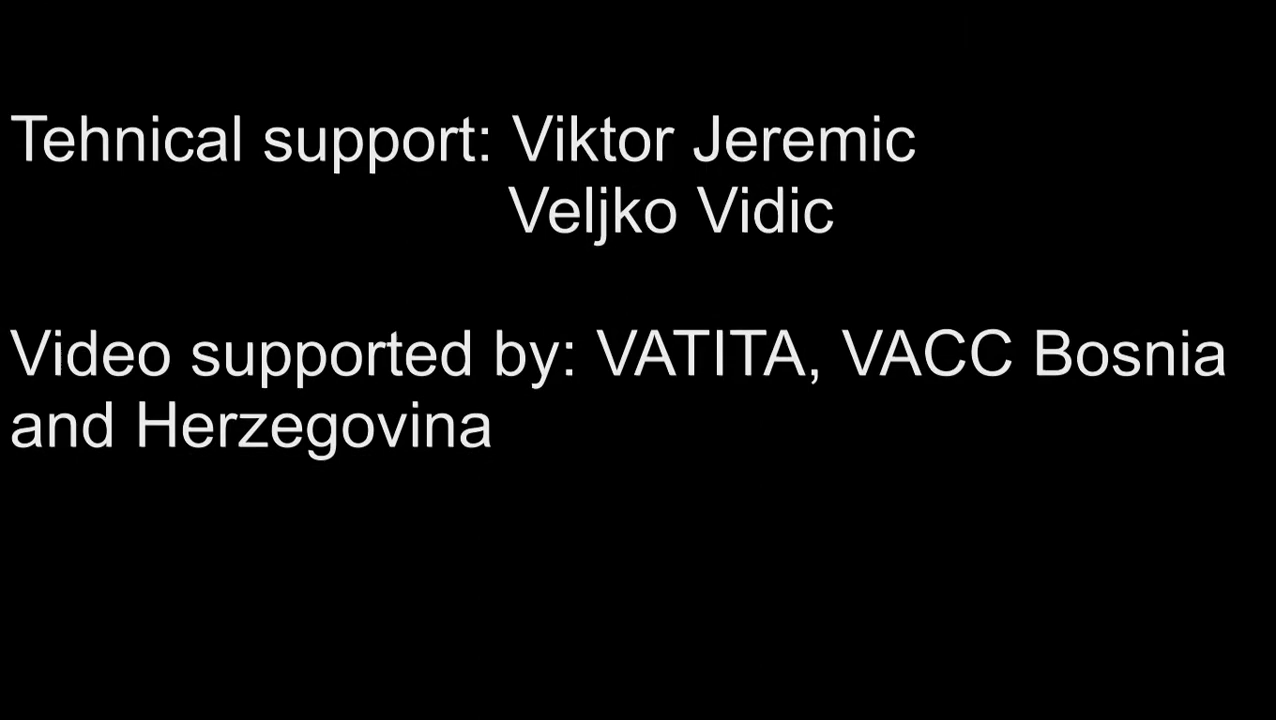 Tehnical support: Viktor Jeremic
Veljko Vidic
Video supported by: VATITA, VACC Bosnia
and Herzegovina